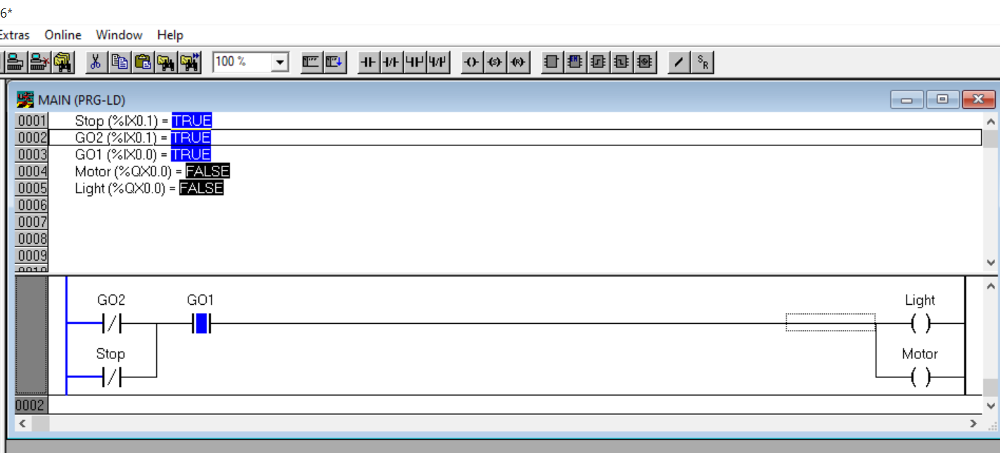 6*
Extras Online Window Help
100 %
S
R
MAIN (PRG-LD)
0001 Stop (%IX0.1) = TRUE
0002 GO2 (%IX0.1) = TRUE
0003 GO1 (%IX0.0) = TRUE
0004 Motor (%QX0.0) = FALSE
0005 Light (%QX0.0) = FALSE
0006
0007
0008
0009
0010
GO2 GO1 Light
Stop Motor
0002